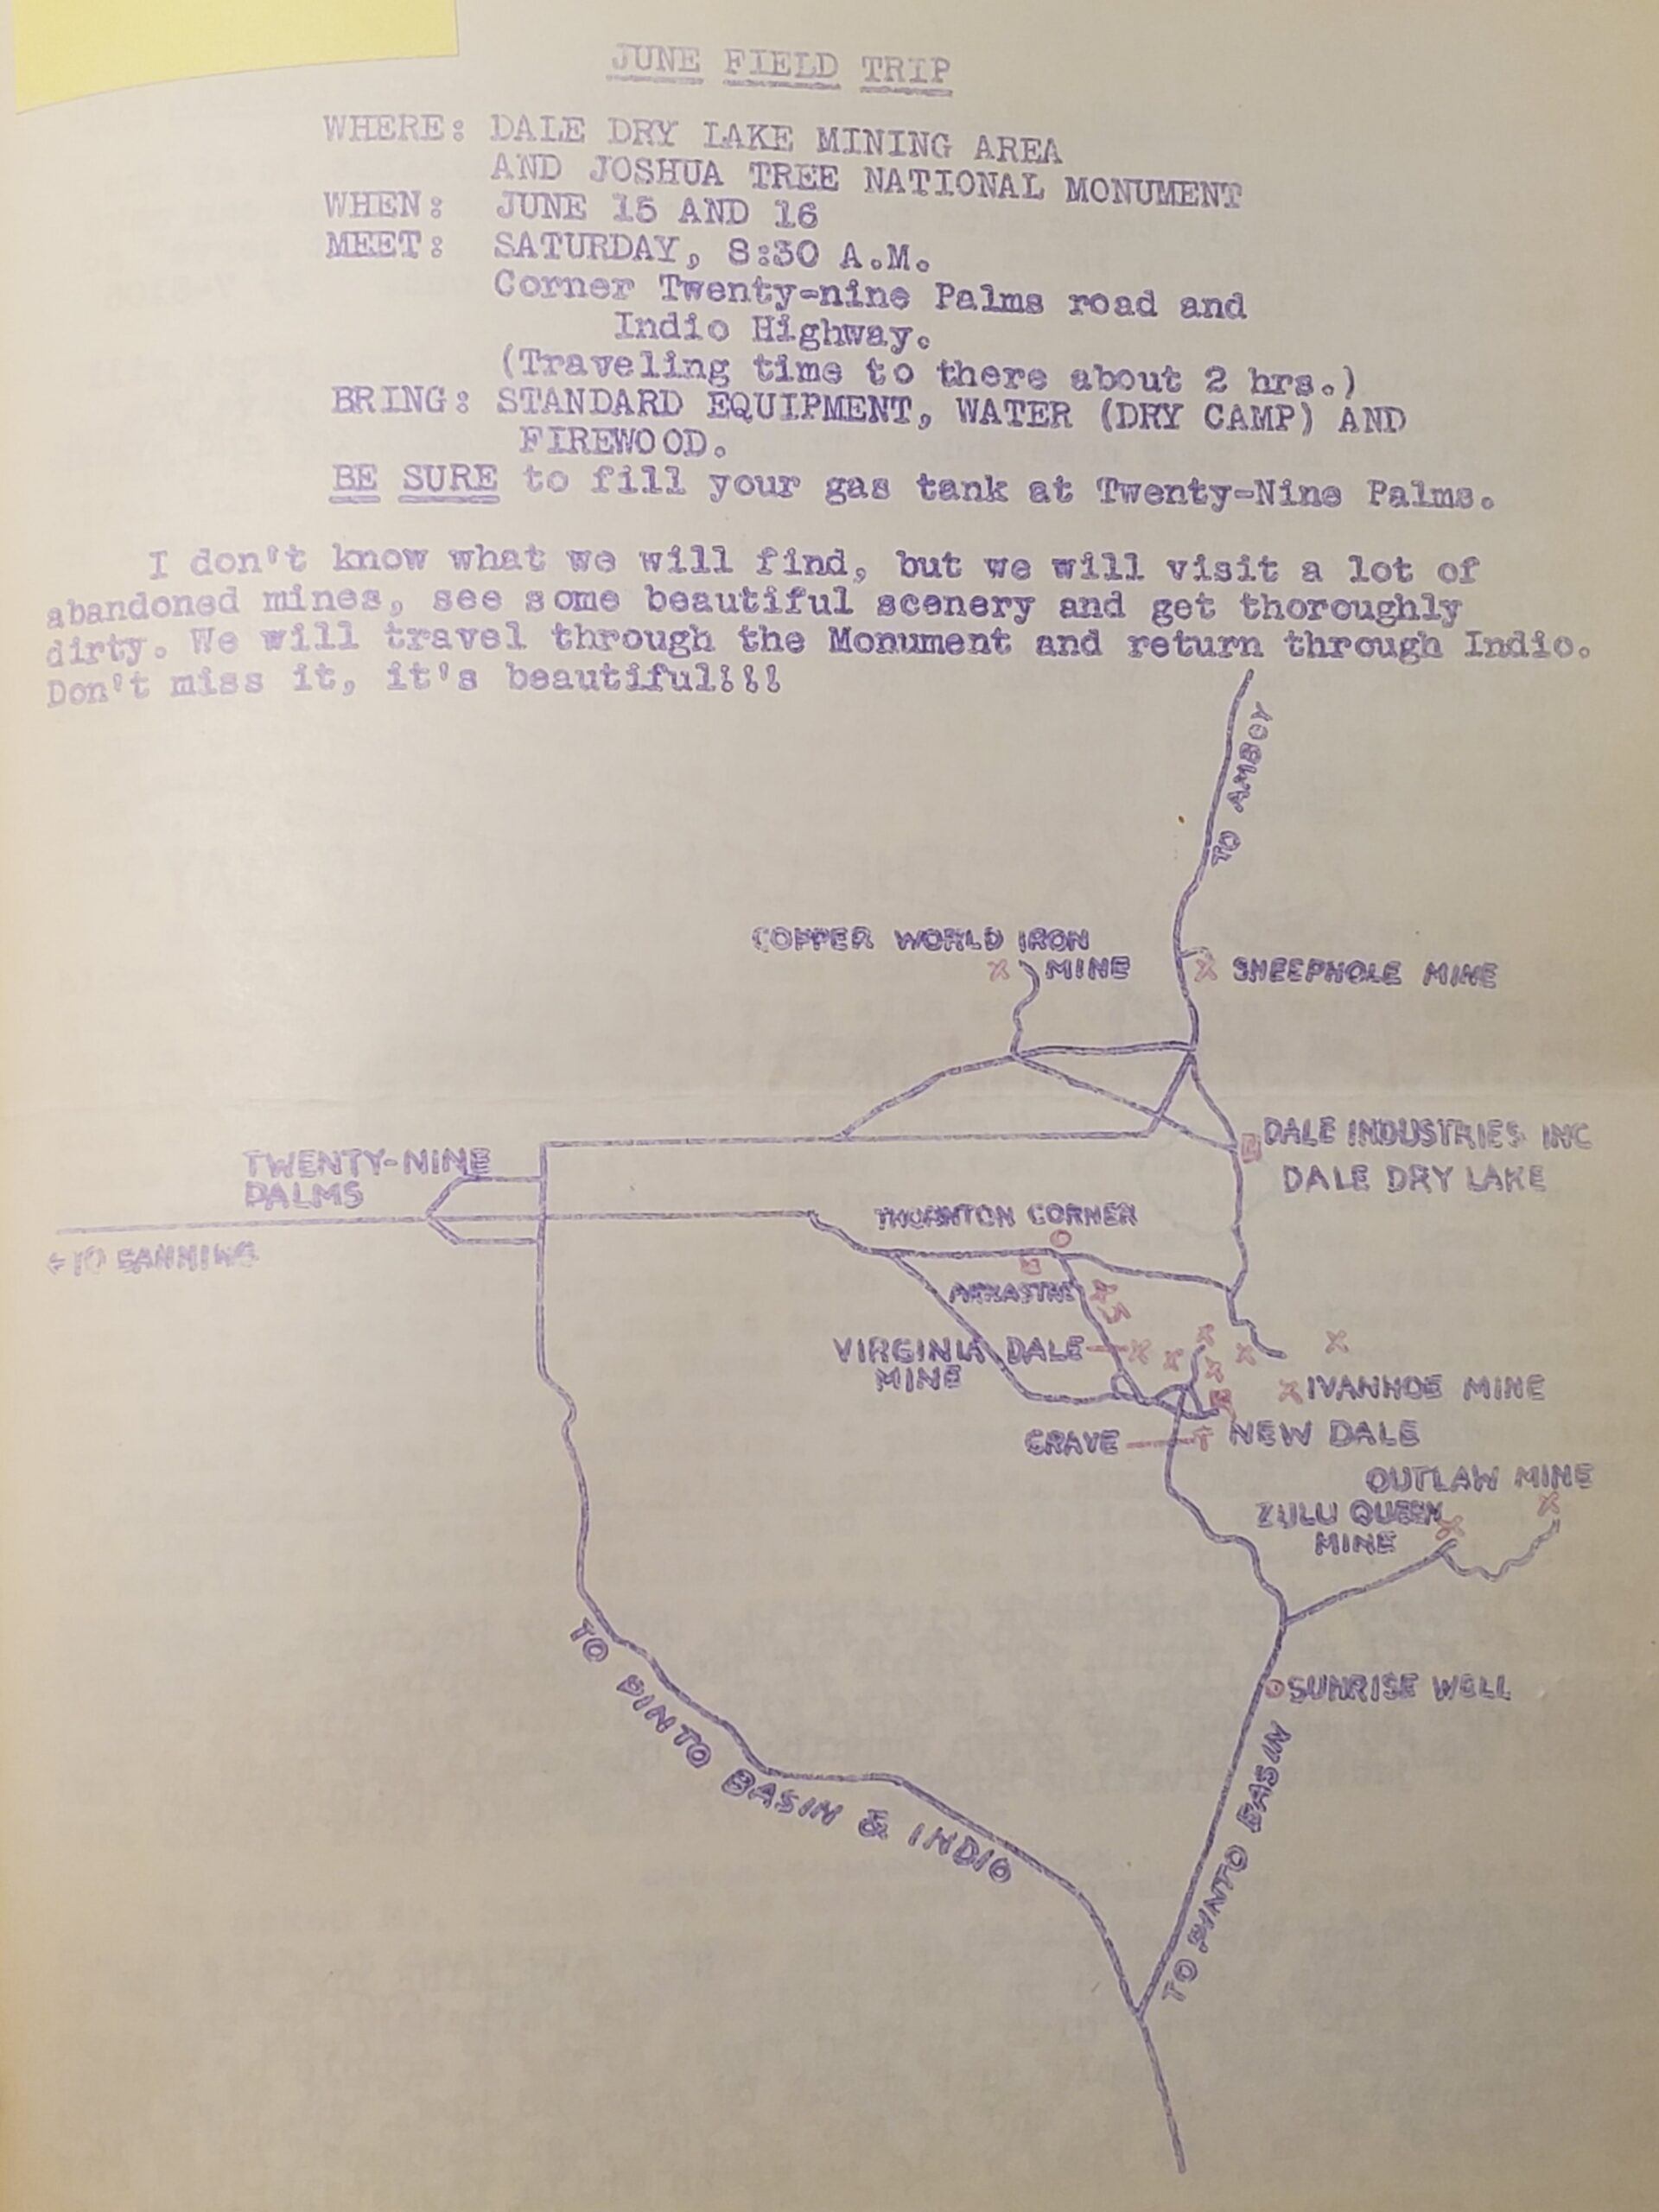 JUNE FIELD TRIP
WHERE: DALE DRY LAKE MINING AREA
AND JOSHUA TREE NATIONAL MONUMENT
WHEN: JUNE 15 AND 16
MEET: SATURDAY, 8:30 A.M.
Corner Twenty-nine Palms road and
Indio Highway.
(Traveling time to there about 2 hrs.)
BRING: STANDARD EQUIPMENT, WATER (DRY CAMP) AND
FIREWOOD.
BE SURE to fill your gas tank at Twenty-Nine Palms.
I don't know what we will find, but we will visit a lot of
abandoned mines, see some beautiful scenery and get thoroughly
dirty. We will travel through the Monument and return through Indio.
Don't miss it, it's beautiful!!!
TO AMBOY
COPPER WORLD IRON
MINE
SHEEPHOLE MINE
DALE INDUSTRIES INC
DALE DRY LAKE
TWENTY-NINE
PALMS
← TO BANNING
THORNTON CORNER
VIRGINIA DALE
MINE
IVANHOE MINE
GRAVE
NEW DALE
OUTLAW MINE
ZULU QUEEN
MINE
SUNRISE WELL
TO PINTO BASIN & INDIO
TO PINTO BASIN